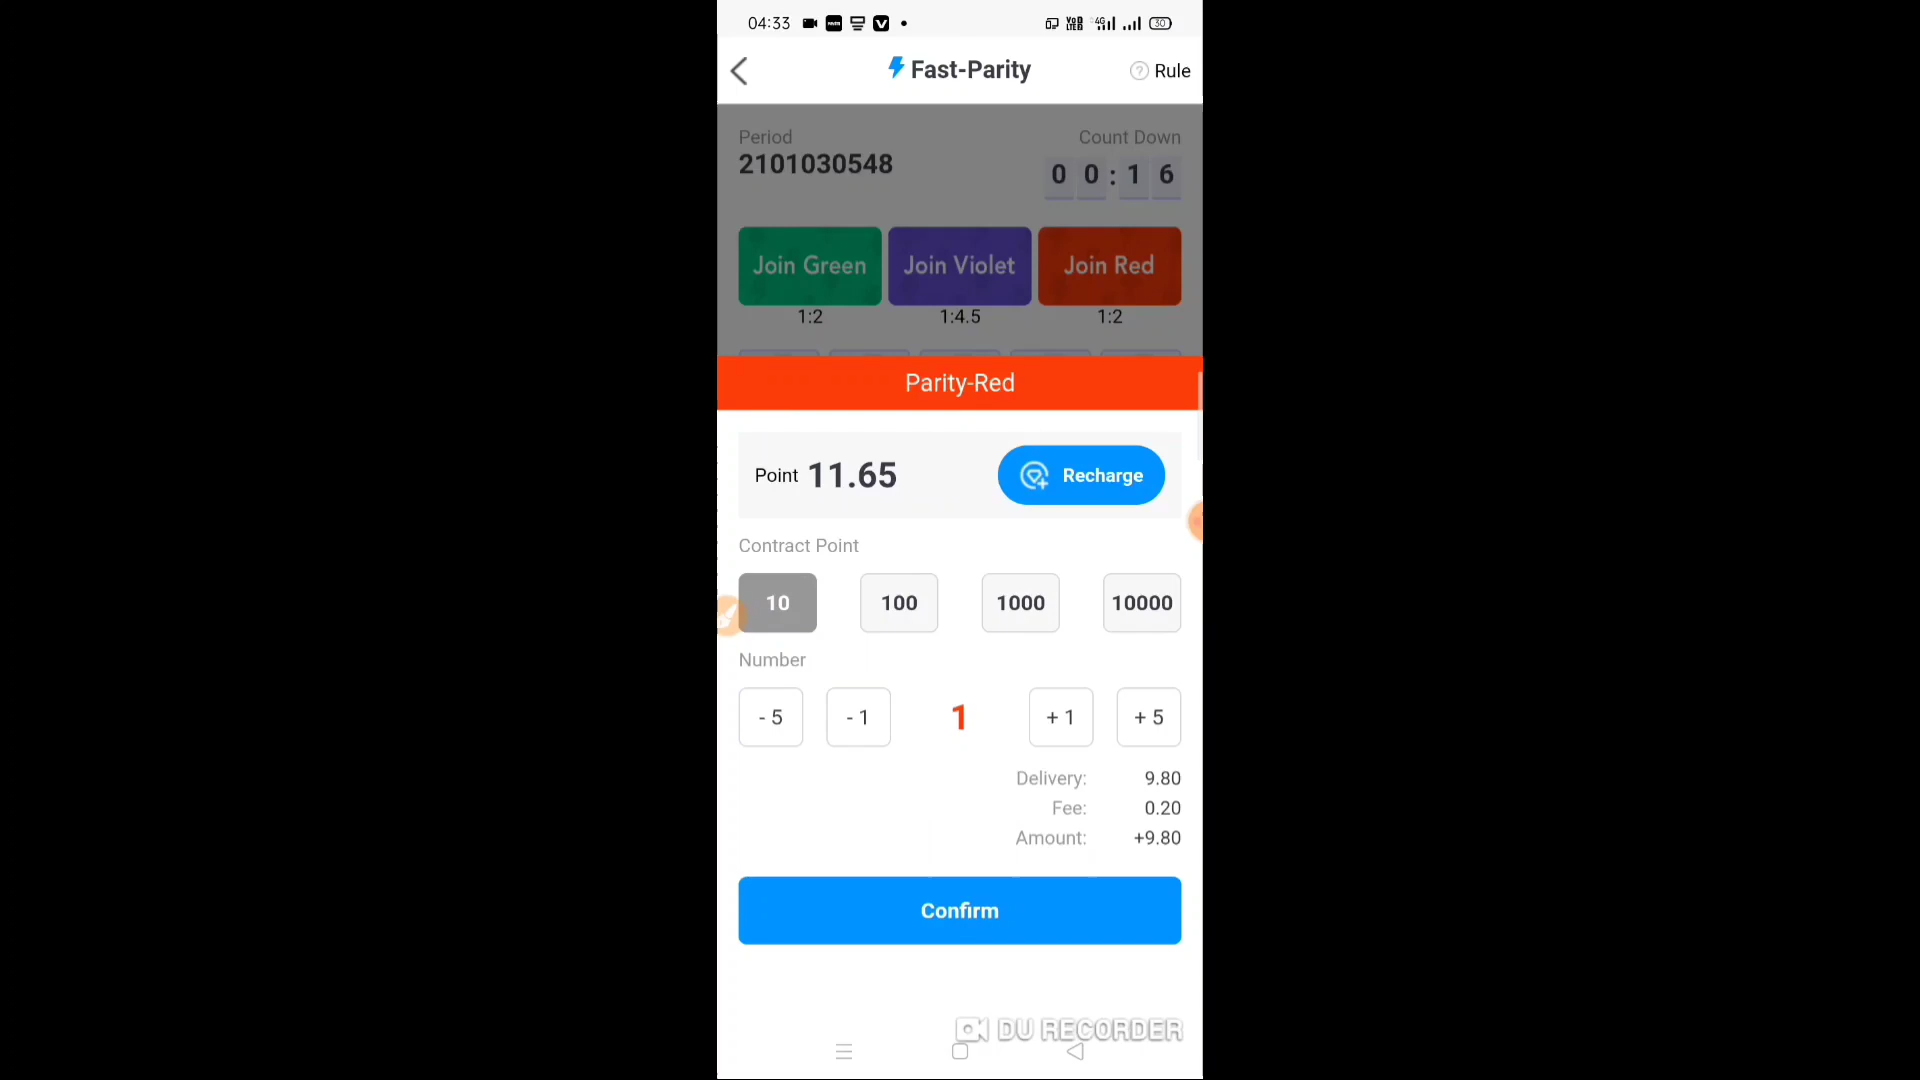 04:33 4G 30
Fast-Parity ? Rule
Period Count Down
2101030548 0 0 : 1 6
Join Green Join Violet Join Red
1:2 1:4.5 1:2
Parity-Red
Point 11.65 Recharge
Contract Point
10 100 1000 10000
Number
- 5 - 1 1 + 1 + 5
Delivery: 9.80
Fee: 0.20
Amount: +9.80
Confirm
DU RECORDER